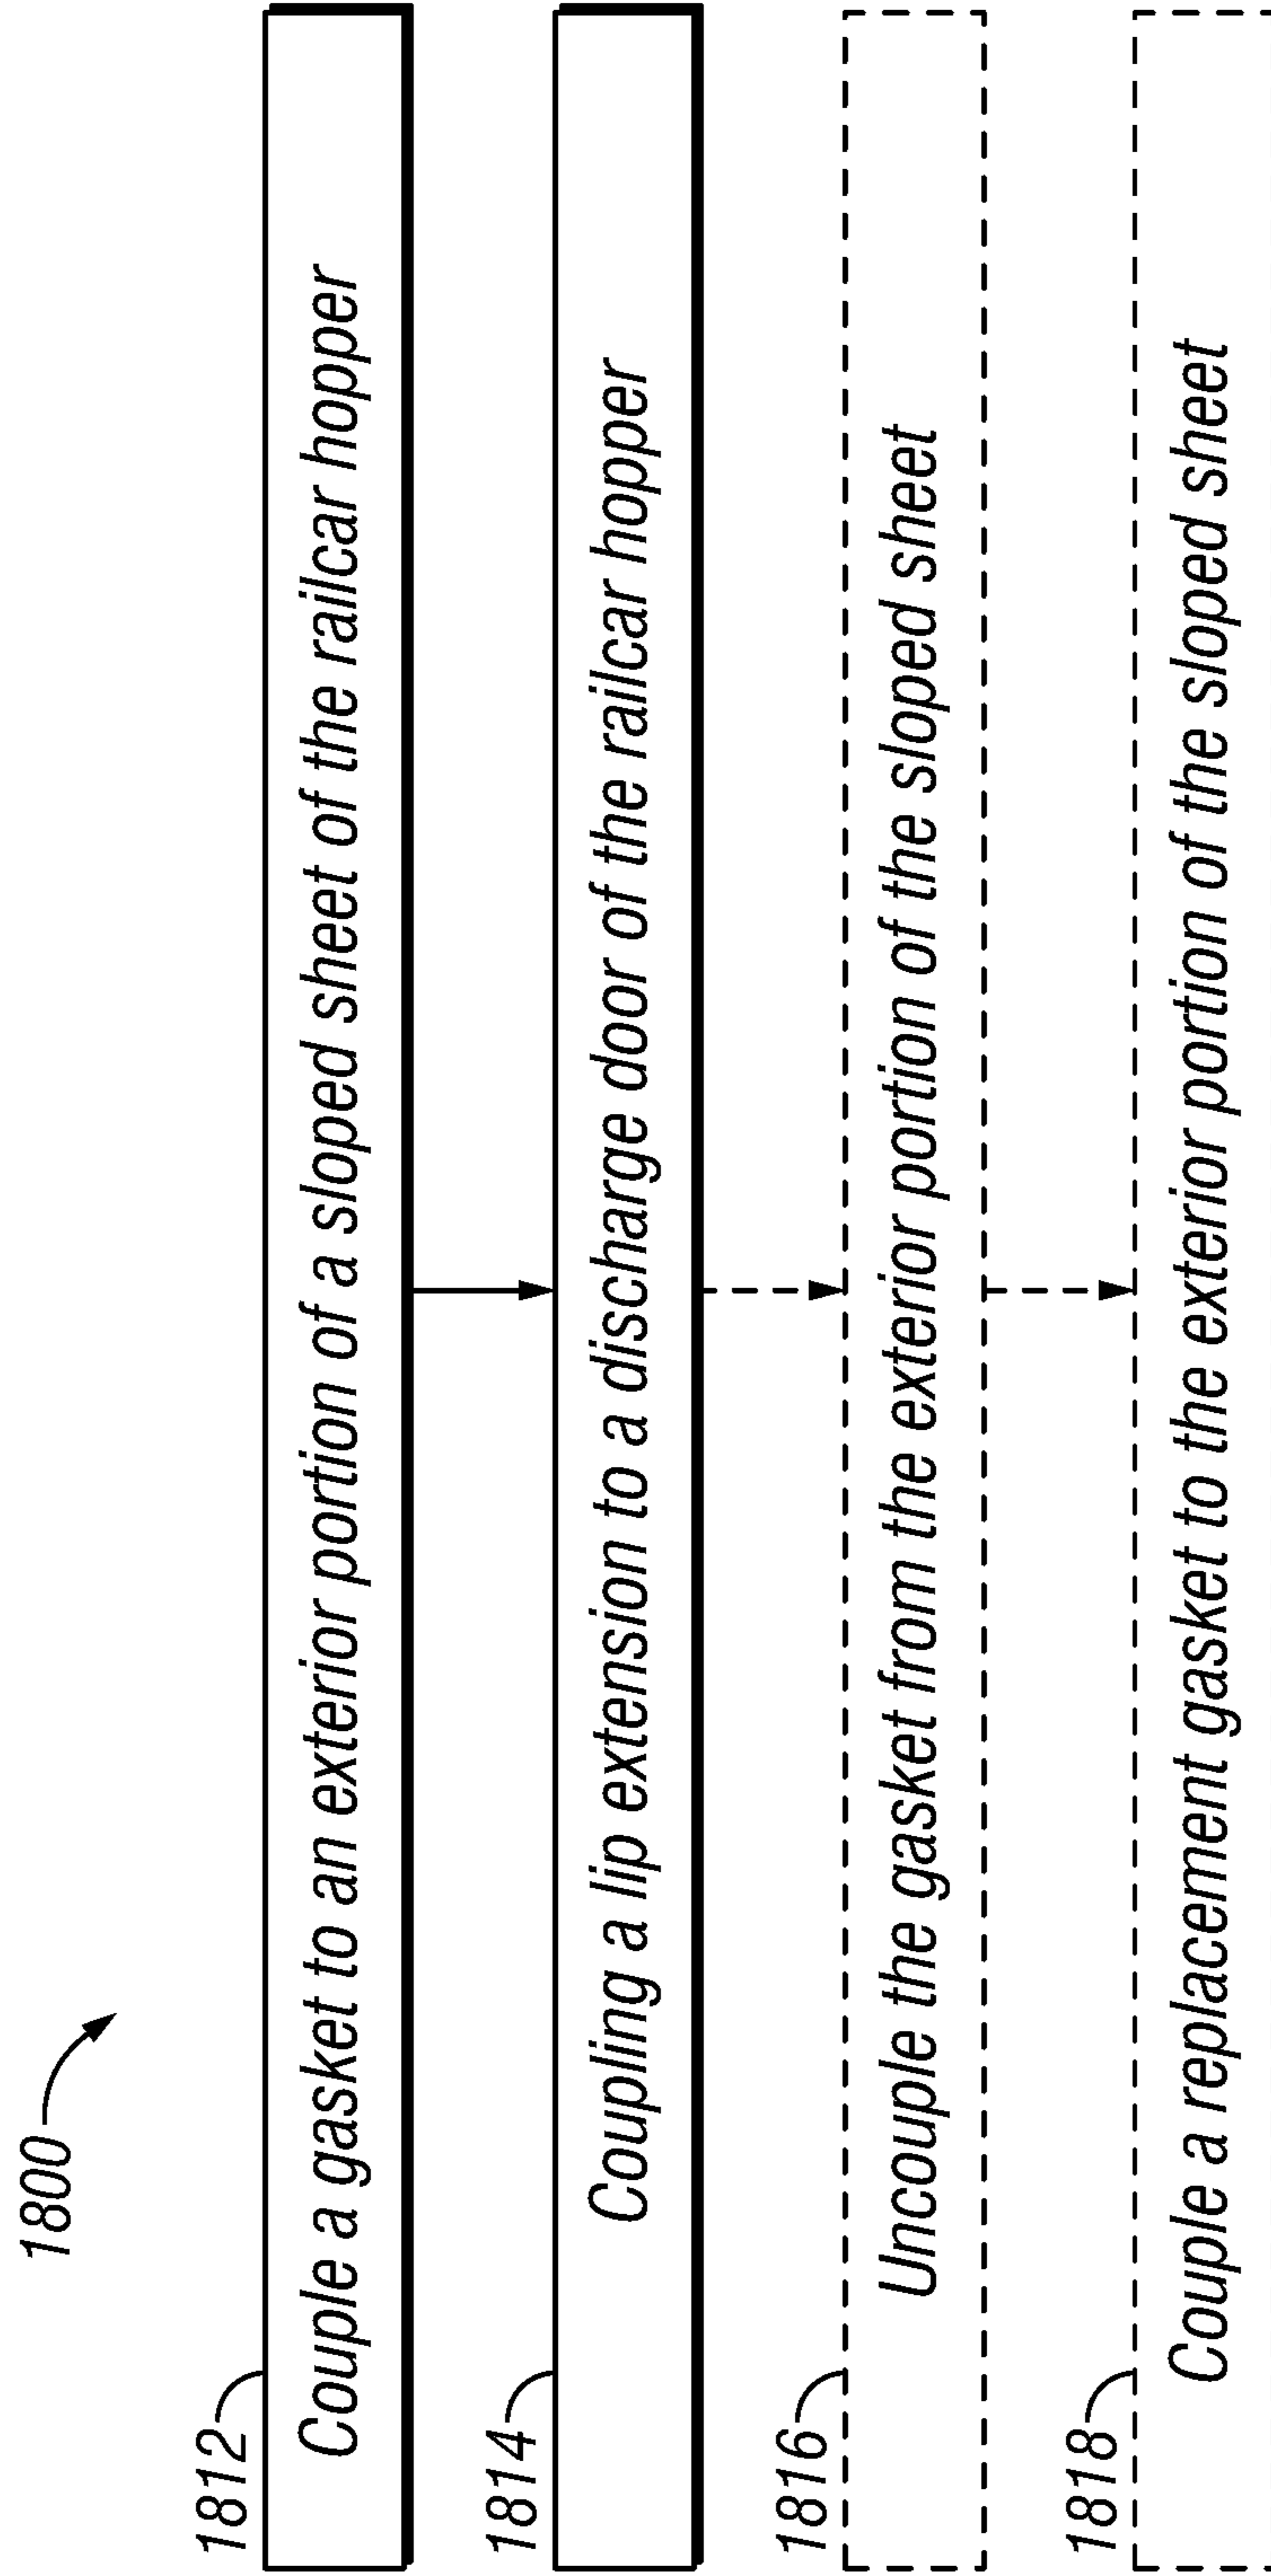 1800
1812
Couple a gasket to an exterior portion of a sloped sheet of the railcar hopper
1814
Coupling a lip extension to a discharge door of the railcar hopper
1816
Uncouple the gasket from the exterior portion of the sloped sheet
1818
Couple a replacement gasket to the exterior portion of the sloped sheet